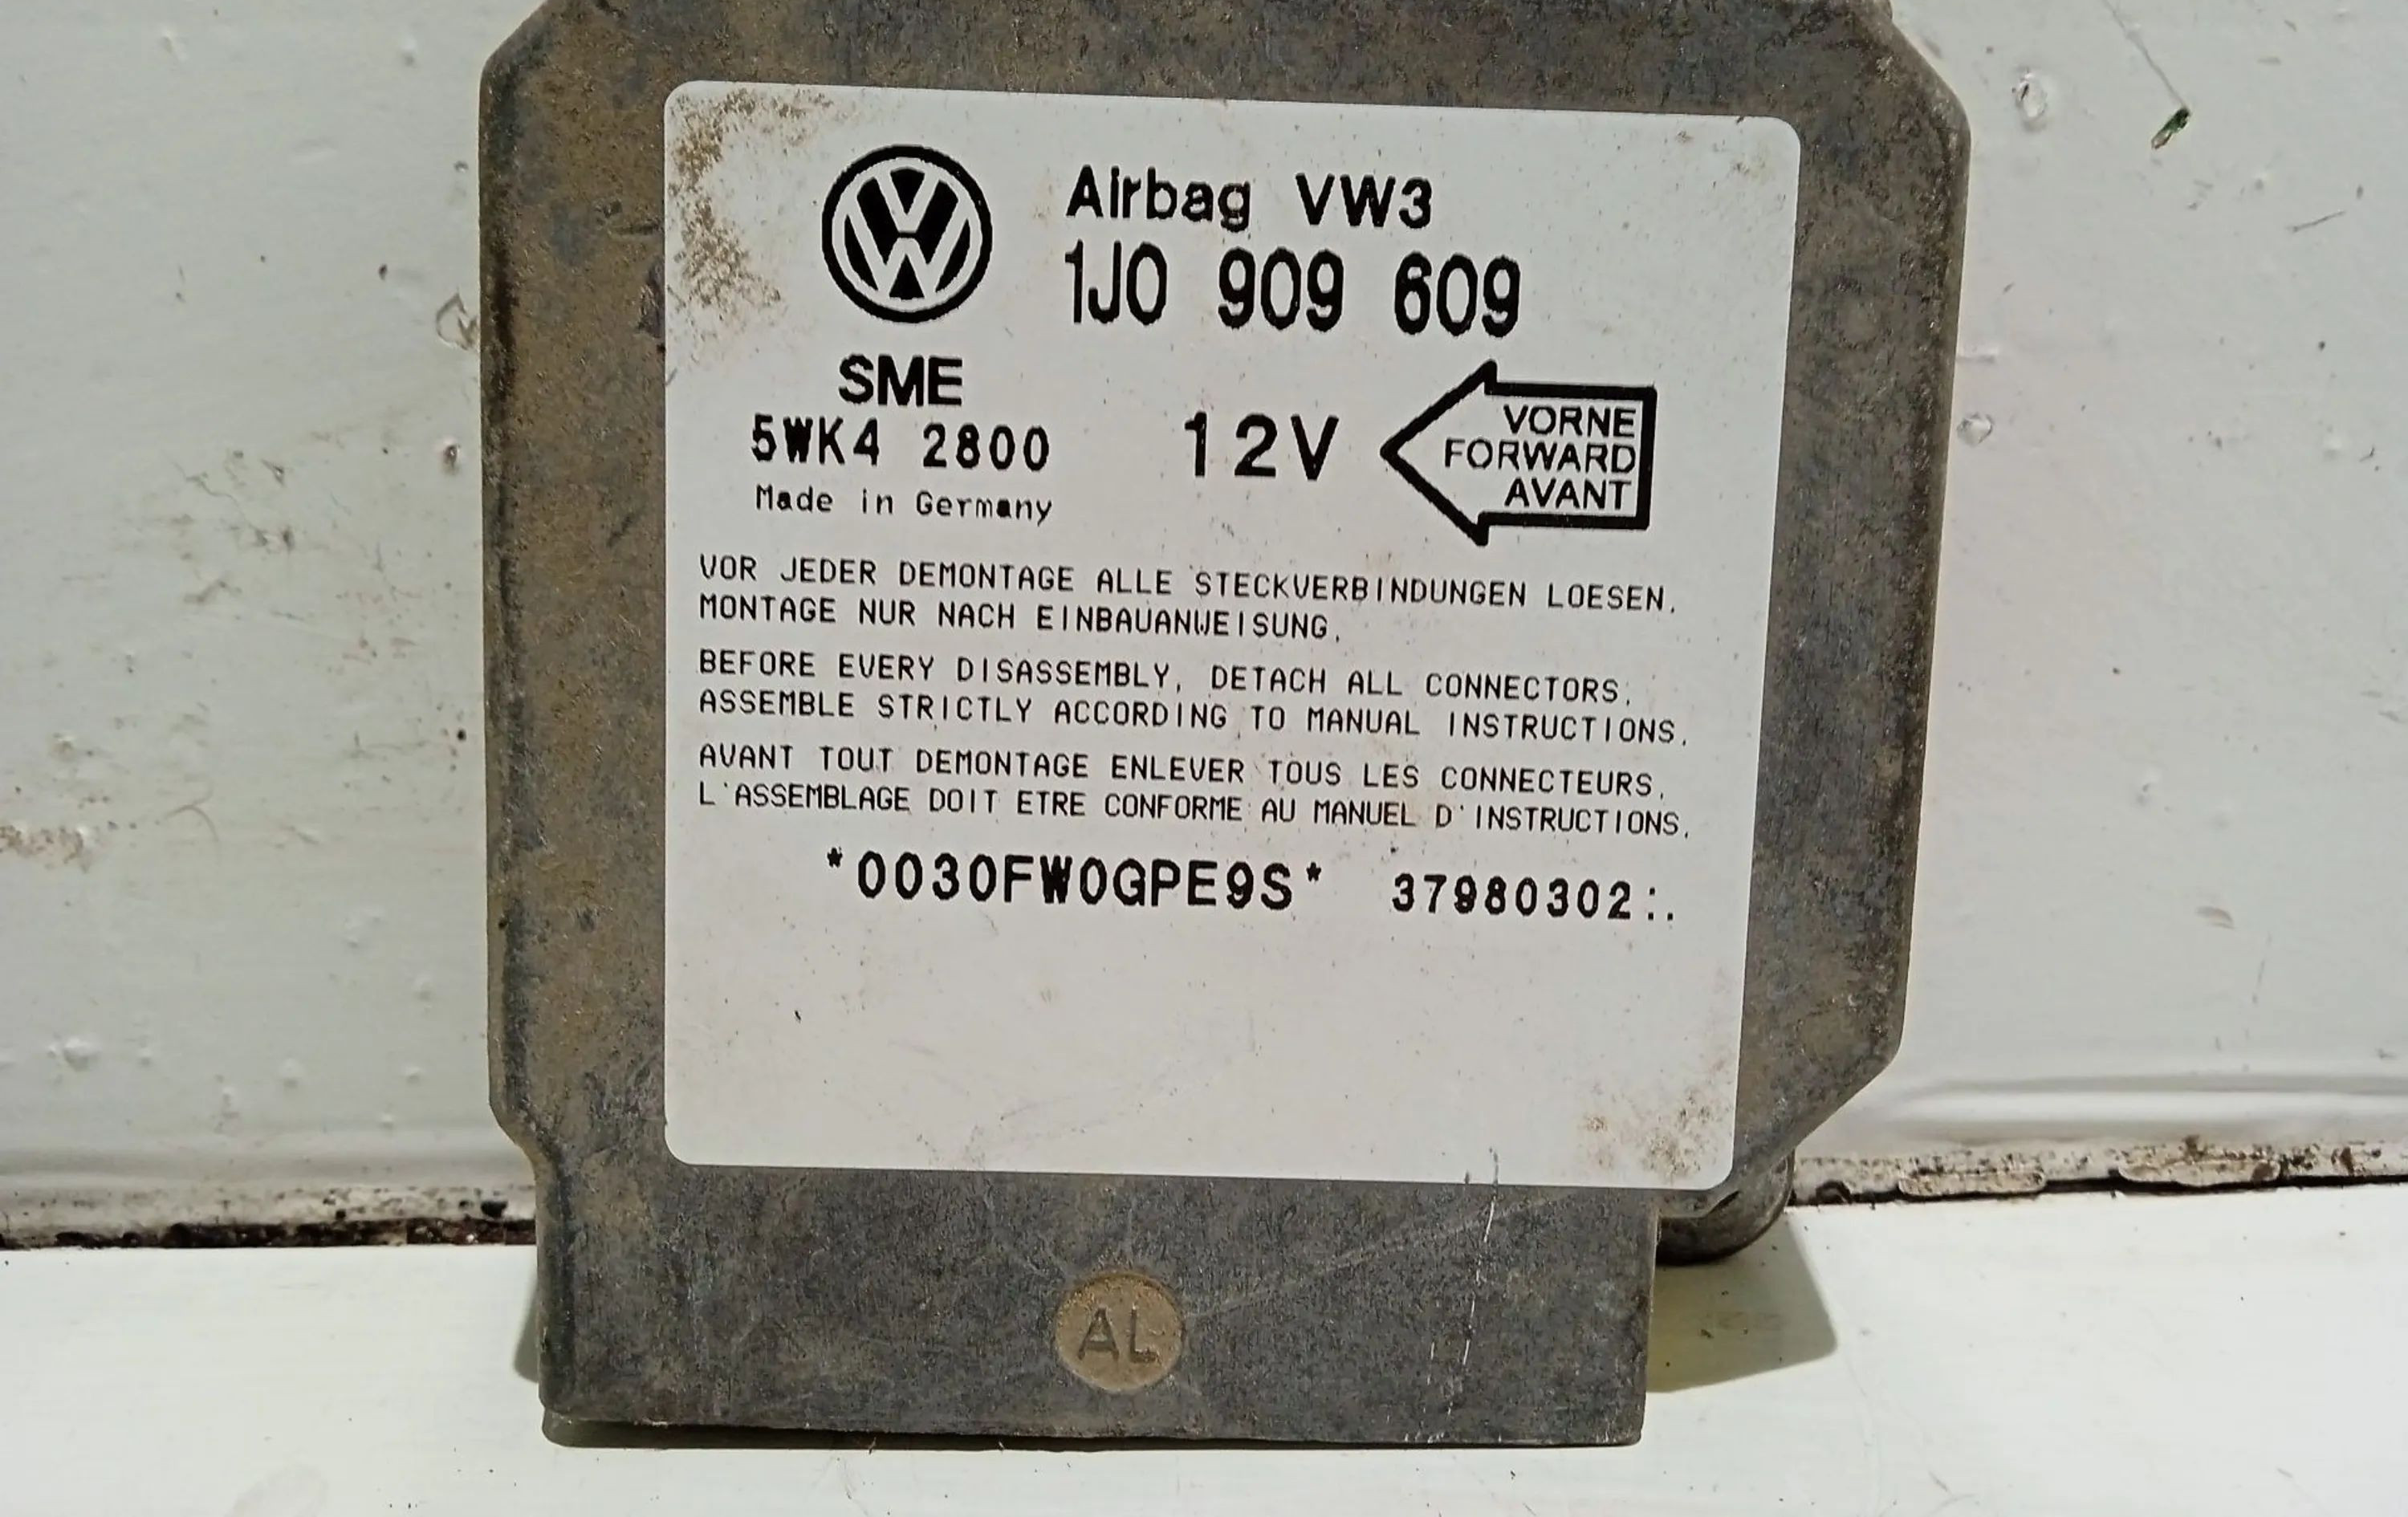 Airbag VW3
1J0 909 609
SME
5WK4 2800
Made in Germany
12V
VORNE
FORWARD
AVANT
VOR JEDER DEMONTAGE ALLE STECKVERBINDUNGEN LOESEN.
MONTAGE NUR NACH EINBAUANWEISUNG.
BEFORE EVERY DISASSEMBLY, DETACH ALL CONNECTORS.
ASSEMBLE STRICTLY ACCORDING TO MANUAL INSTRUCTIONS.
AVANT TOUT DEMONTAGE ENLEVER TOUS LES CONNECTEURS.
L'ASSEMBLAGE DOIT ETRE CONFORME AU MANUEL D'INSTRUCTIONS.
*0030FW0GPE9S* 37980302:.
AL